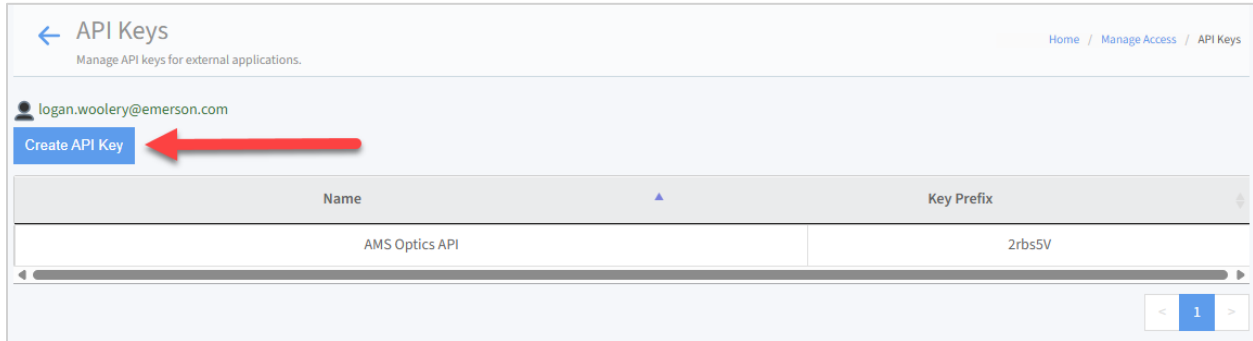 API Keys
Home / Manage Access / API Keys
Manage API keys for external applications.
logan.woolery@emerson.com
Create API Key
Name Key Prefix
AMS Optics API 2rbs5V
< 1 >